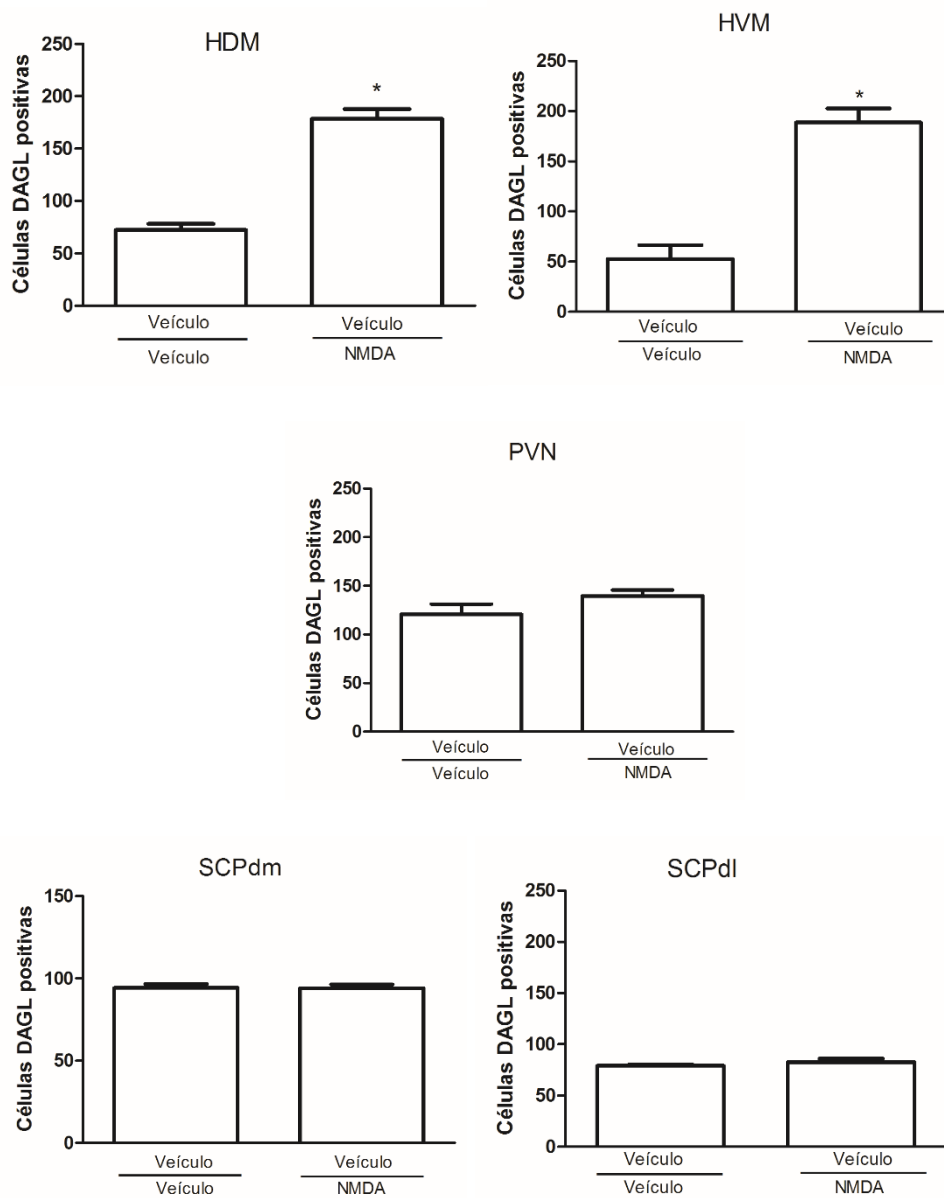 HDM
Células DAGL positivas
250
200
150
100
50
0
*
Veículo
Veículo
Veículo
NMDA
HVM
Células DAGL positivas
250
200
150
100
50
0
*
Veículo
Veículo
Veículo
NMDA
PVN
Células DAGL positivas
250
200
150
100
50
0
Veículo
Veículo
Veículo
NMDA
SCPdm
Células DAGL positivas
150
100
50
0
Veículo
Veículo
Veículo
NMDA
SCPdl
Células DAGL positivas
250
200
150
100
50
0
Veículo
Veículo
Veículo
NMDA